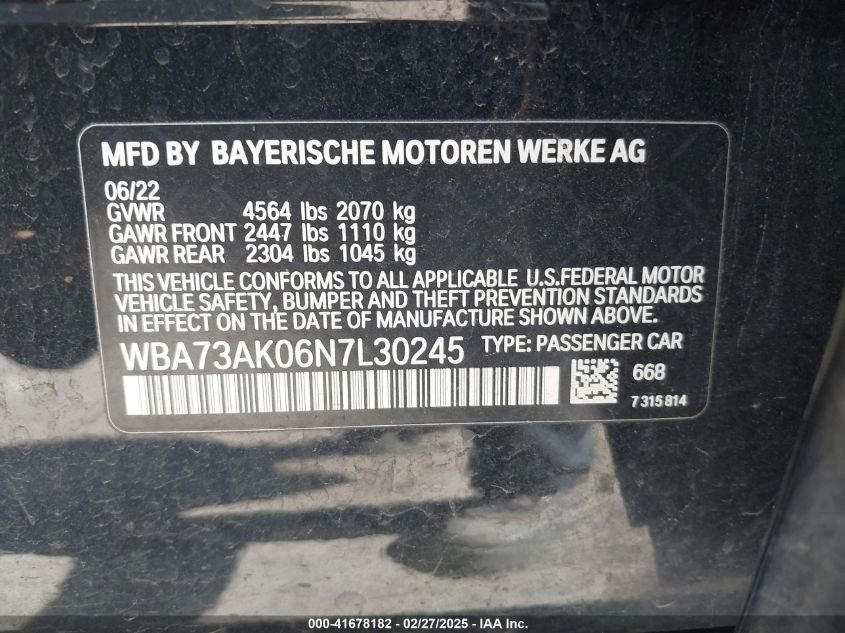 MFD BY BAYERISCHE MOTOREN WERKE AG
06/22
GVWR 4564 lbs 2070 kg
GAWR FRONT 2447 lbs 1110 kg
GAWR REAR 2304 lbs 1045 kg
THIS VEHICLE CONFORMS TO ALL APPLICABLE U.S.FEDERAL MOTOR
VEHICLE SAFETY, BUMPER AND THEFT PREVENTION STANDARDS
IN EFFECT ON THE DATE OF MANUFACTURE SHOWN ABOVE.
WBA73AK06N7L30245 TYPE: PASSENGER CAR
668
7315814
000-41678182 / 02/27/2025 - IAA Inc.